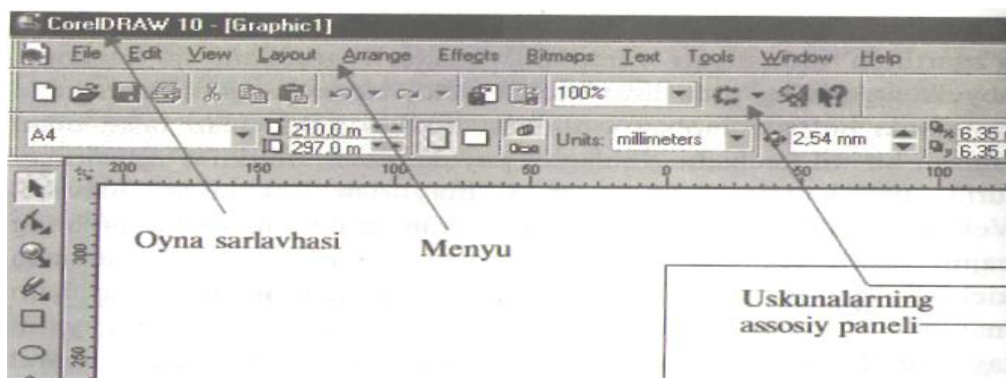 CorelDRAW 10 - [Graphic1]
File Edit View Layout Arrange Effects Bitmaps Text Tools Window Help
100%
A4 210,0 m 297,0 m Units: millimeters 2,54 mm x 6.35 y 6.35
200 150 100 50 0 50 100
300
260
Oyna sarlavhasi
Menyu
Uskunalarning
assosiy paneli